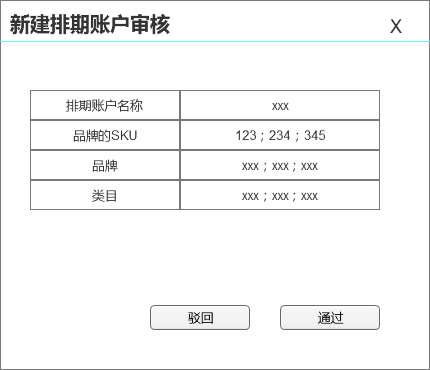 新建排期账户审核 X
排期账户名称 xxx
品牌的SKU 123；234；345
品牌 xxx；xxx；xxx
类目 xxx；xxx；xxx
驳回 通过